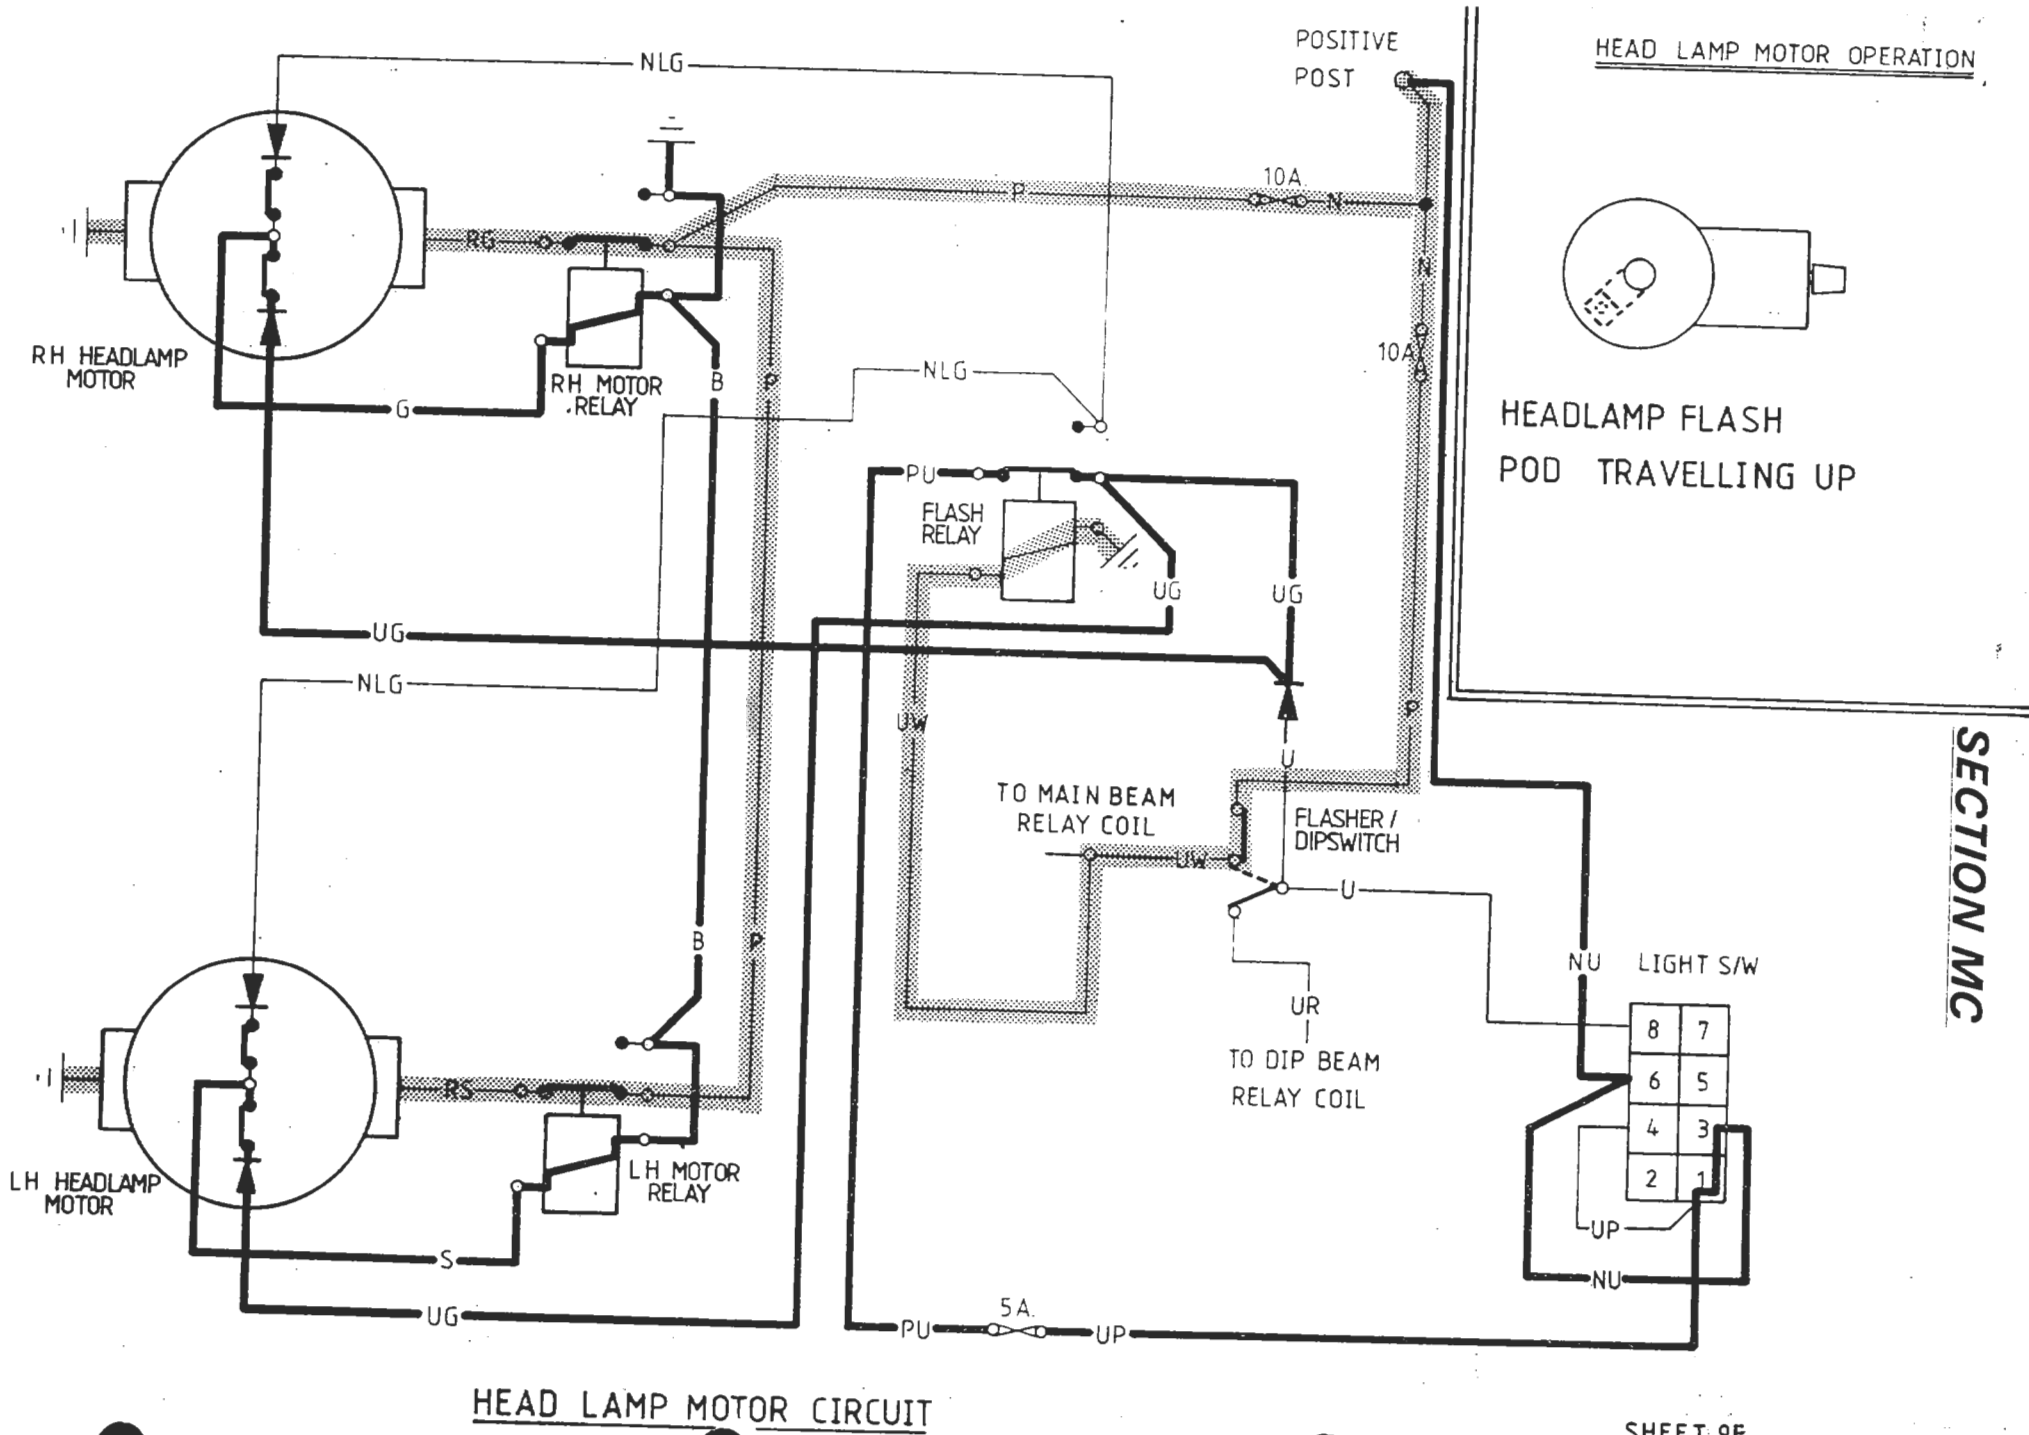 HEAD LAMP MOTOR OPERATION
POSITIVE
POST
NLG
10A
P
N
RG
N
10A
RH HEADLAMP
MOTOR
RH MOTOR
RELAY
B
P
G
NLG
HEADLAMP FLASH
POD TRAVELLING UP
PU
FLASH
RELAY
UG
UG
UG
NLG
UW
P
U
SECTION MC
TO MAIN BEAM
RELAY COIL
FLASHER/
DIPSWITCH
UW
U
B
P
NU
LIGHT S/W
UR
8 7
TO DIP BEAM
RELAY COIL
6 5
RS
4 3
LH HEADLAMP
MOTOR
LH MOTOR
RELAY
2 1
UP
S
NU
UG
5A.
PU
UP
HEAD LAMP MOTOR CIRCUIT
SHEET